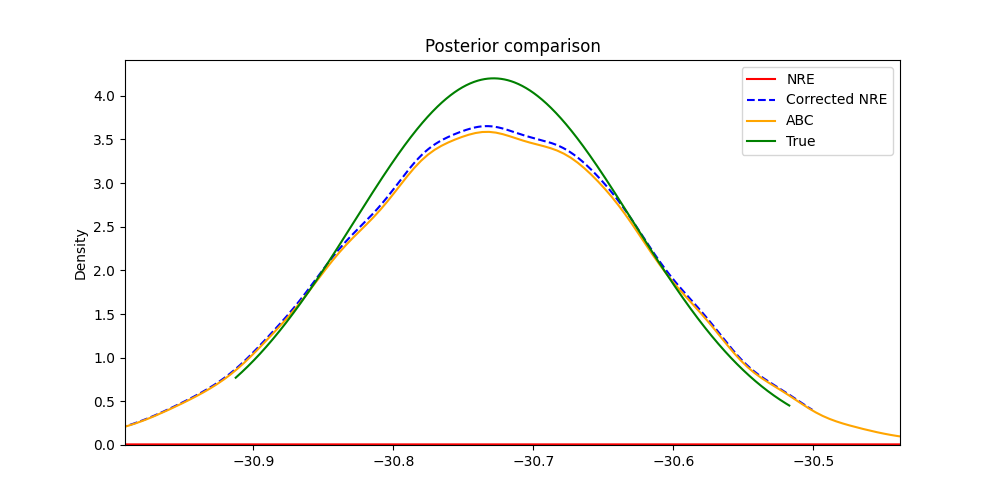 Posterior comparison
NRE
Corrected NRE
ABC
True
Density
4.0
3.5
3.0
2.5
2.0
1.5
1.0
0.5
0.0
−30.9 −30.8 −30.7 −30.6 −30.5